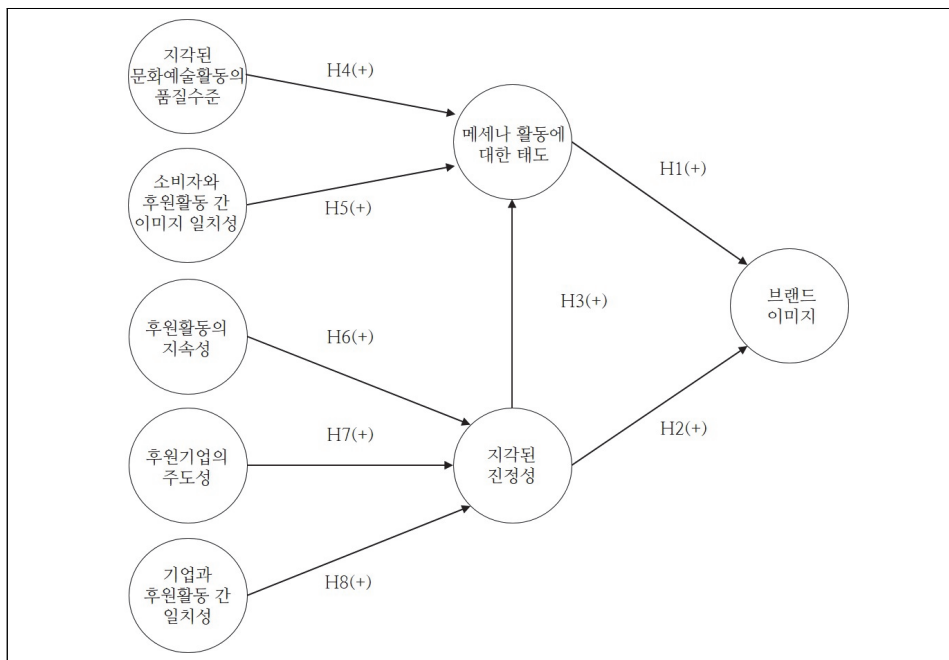 지각된
문화예술활동의
품질수준
H4(+)
메세나 활동에
대한 태도
소비자와
후원활동 간
이미지 일치성
H5(+)
H1(+)
브랜드
이미지
후원활동의
지속성
H6(+)
H3(+)
후원기업의
주도성
H7(+)
지각된
진정성
H2(+)
기업과
후원활동 간
일치성
H8(+)